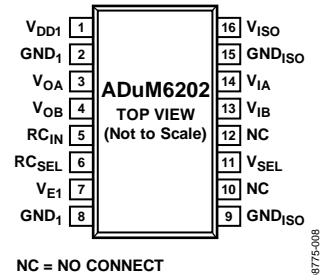 VDD1 1
GND1 2
VOA 3
VOB 4
RCIN 5
RCSEL 6
VE1 7
GND1 8
ADuM6202
TOP VIEW
(Not to Scale)
16 VISO
15 GNDISO
14 VIA
13 VIB
12 NC
11 VSEL
10 NC
9 GNDISO
NC = NO CONNECT
8775-008